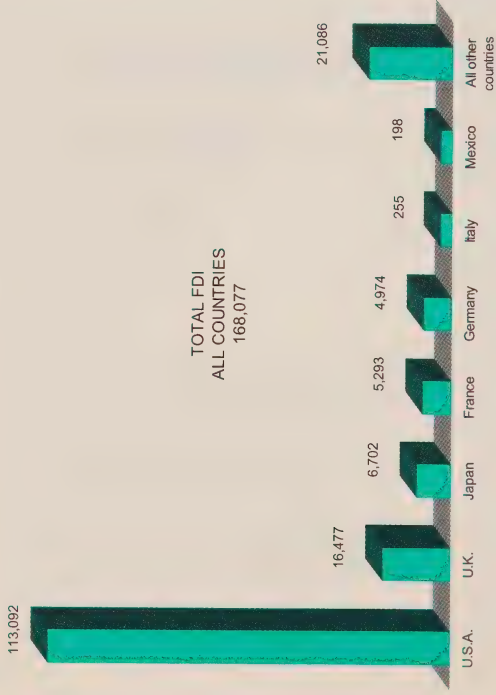 TOTAL FDI
ALL COUNTRIES
168,077
113,092
16,477
6,702
5,293
4,974
255
198
21,086
U.S.A.
U.K.
Japan
France
Germany
Italy
Mexico
All other
countries